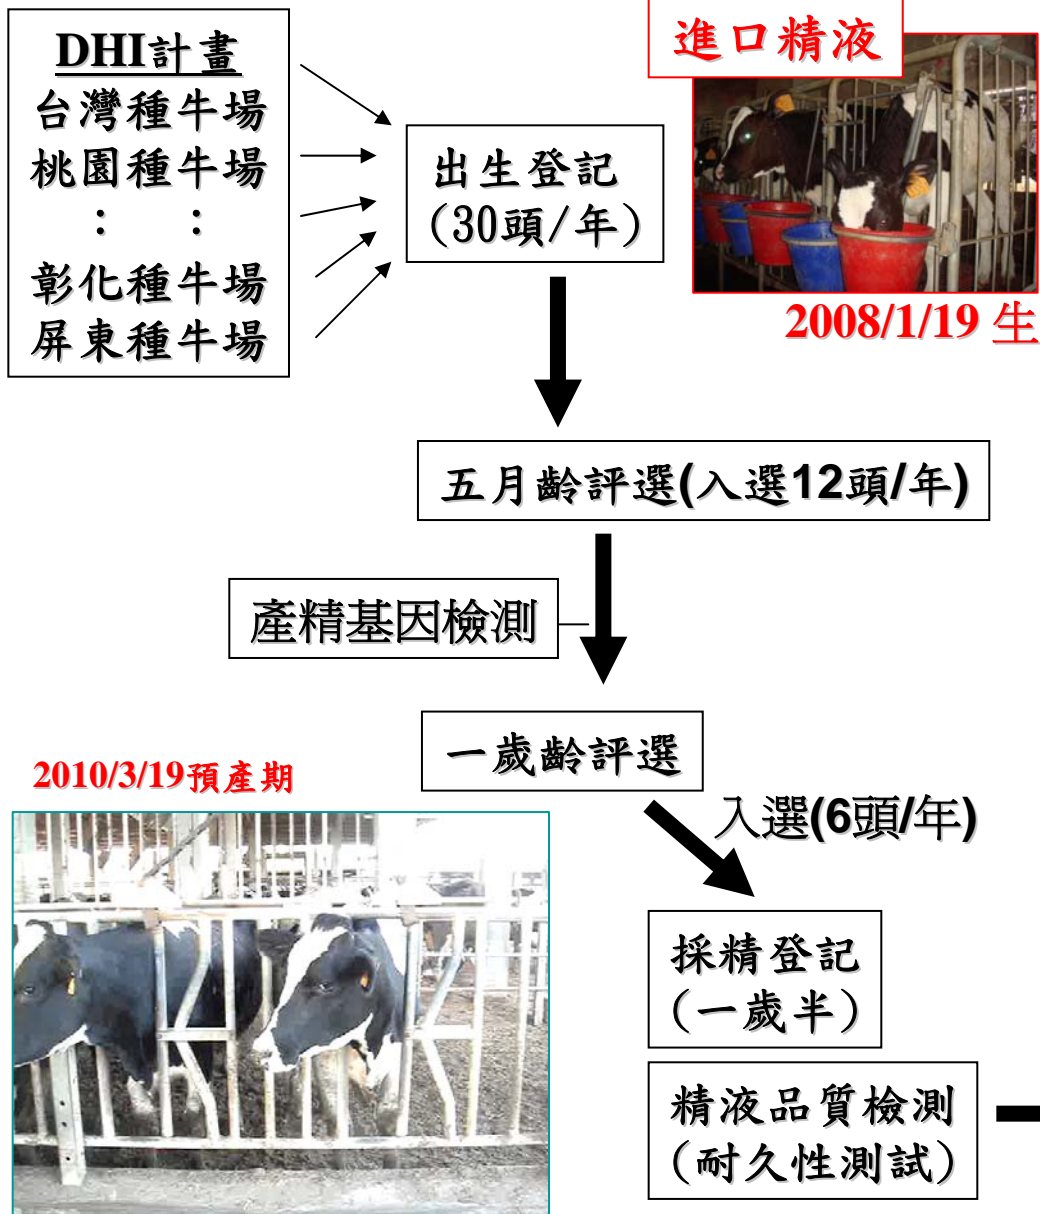 DHI計畫
台灣種牛場
桃園種牛場
： ：
彰化種牛場
屏東種牛場
進口精液
出生登記
(30頭/年)
2008/1/19 生
五月齡評選(入選12頭/年)
產精基因檢測
一歲齡評選
2010/3/19預產期
入選(6頭/年)
採精登記
(一歲半)
精液品質檢測
(耐久性測試)